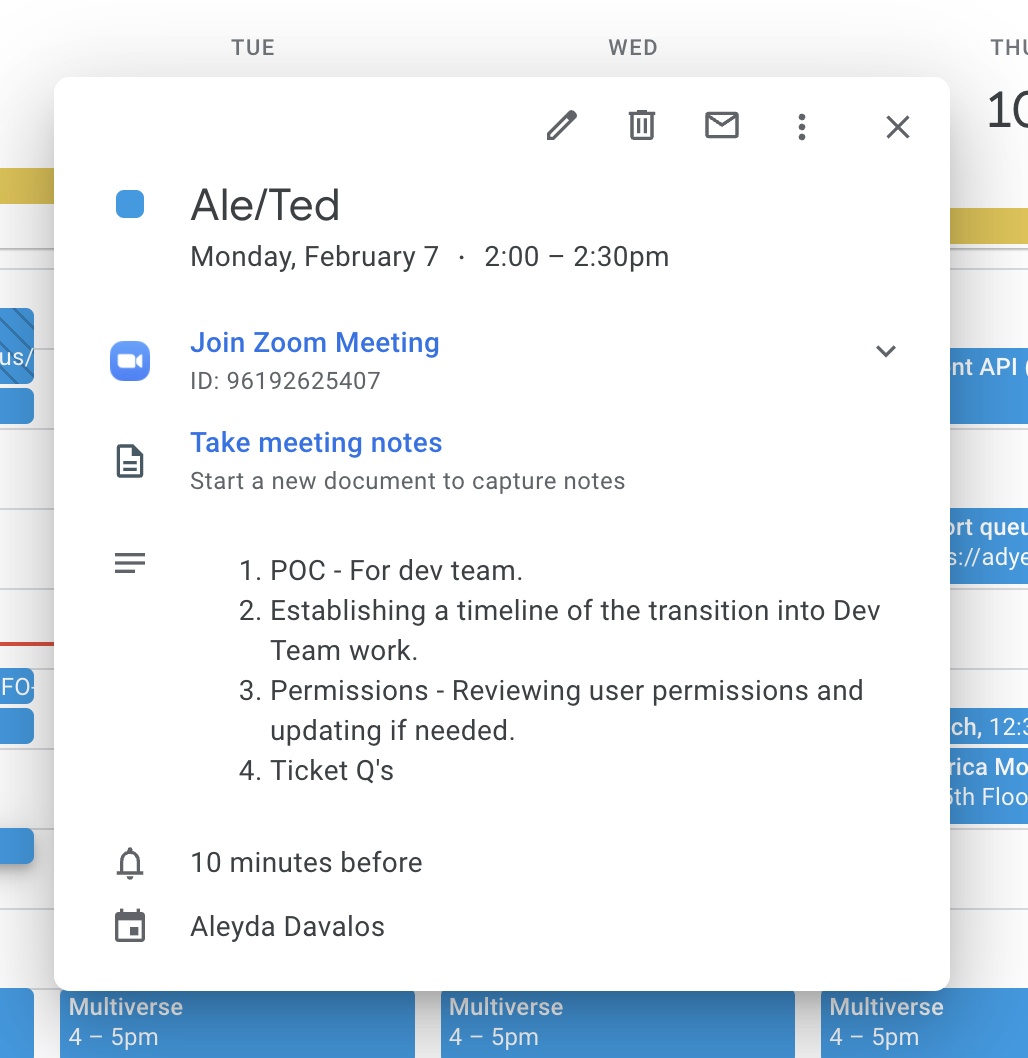 TUE
WED
THU
10
Ale/Ted
Monday, February 7 · 2:00 – 2:30pm
Join Zoom Meeting
ID: 96192625407
Take meeting notes
Start a new document to capture notes
1. POC - For dev team.
2. Establishing a timeline of the transition into Dev
Team work.
3. Permissions - Reviewing user permissions and
updating if needed.
4. Ticket Q's
10 minutes before
Aleyda Davalos
us/
FO-
nt API
ort queu
s://adye
ch, 12:3
rica Mo
5th Floo
Multiverse
4 – 5pm
Multiverse
4 – 5pm
Multiverse
4 – 5pm